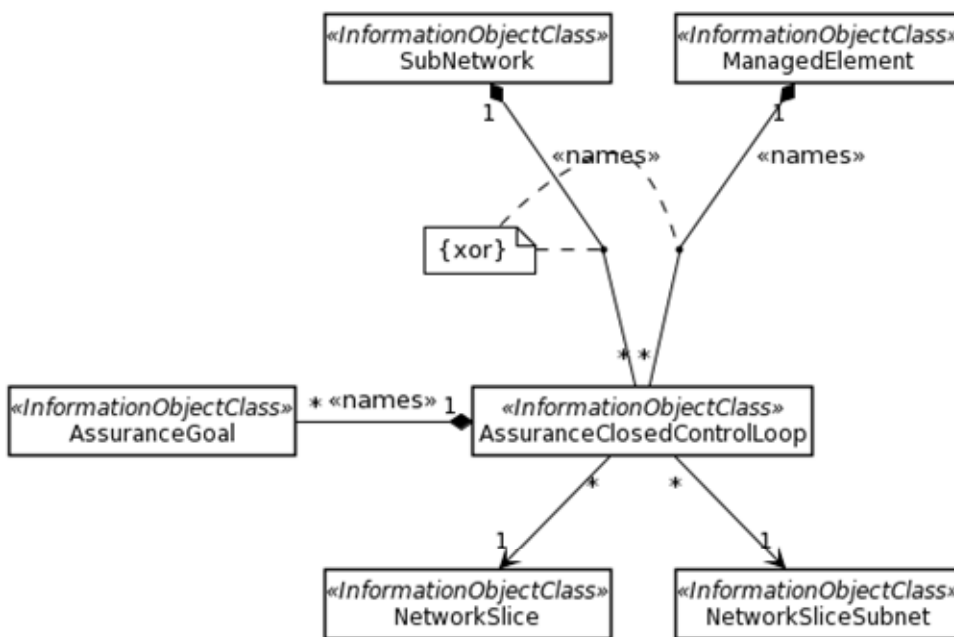 «InformationObjectClass»
SubNetwork
«InformationObjectClass»
ManagedElement
1
1
«names»
«names»
{xor}
*
*
«InformationObjectClass»
AssuranceGoal
* «names» 1
«InformationObjectClass»
AssuranceClosedControlLoop
*
*
1
1
«InformationObjectClass»
NetworkSlice
«InformationObjectClass»
NetworkSliceSubnet